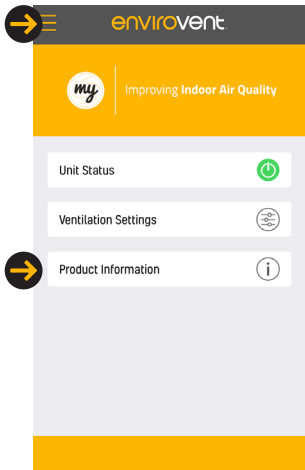 envirovent.
my
Improving Indoor Air Quality
Unit Status
Ventilation Settings
Product Information
i